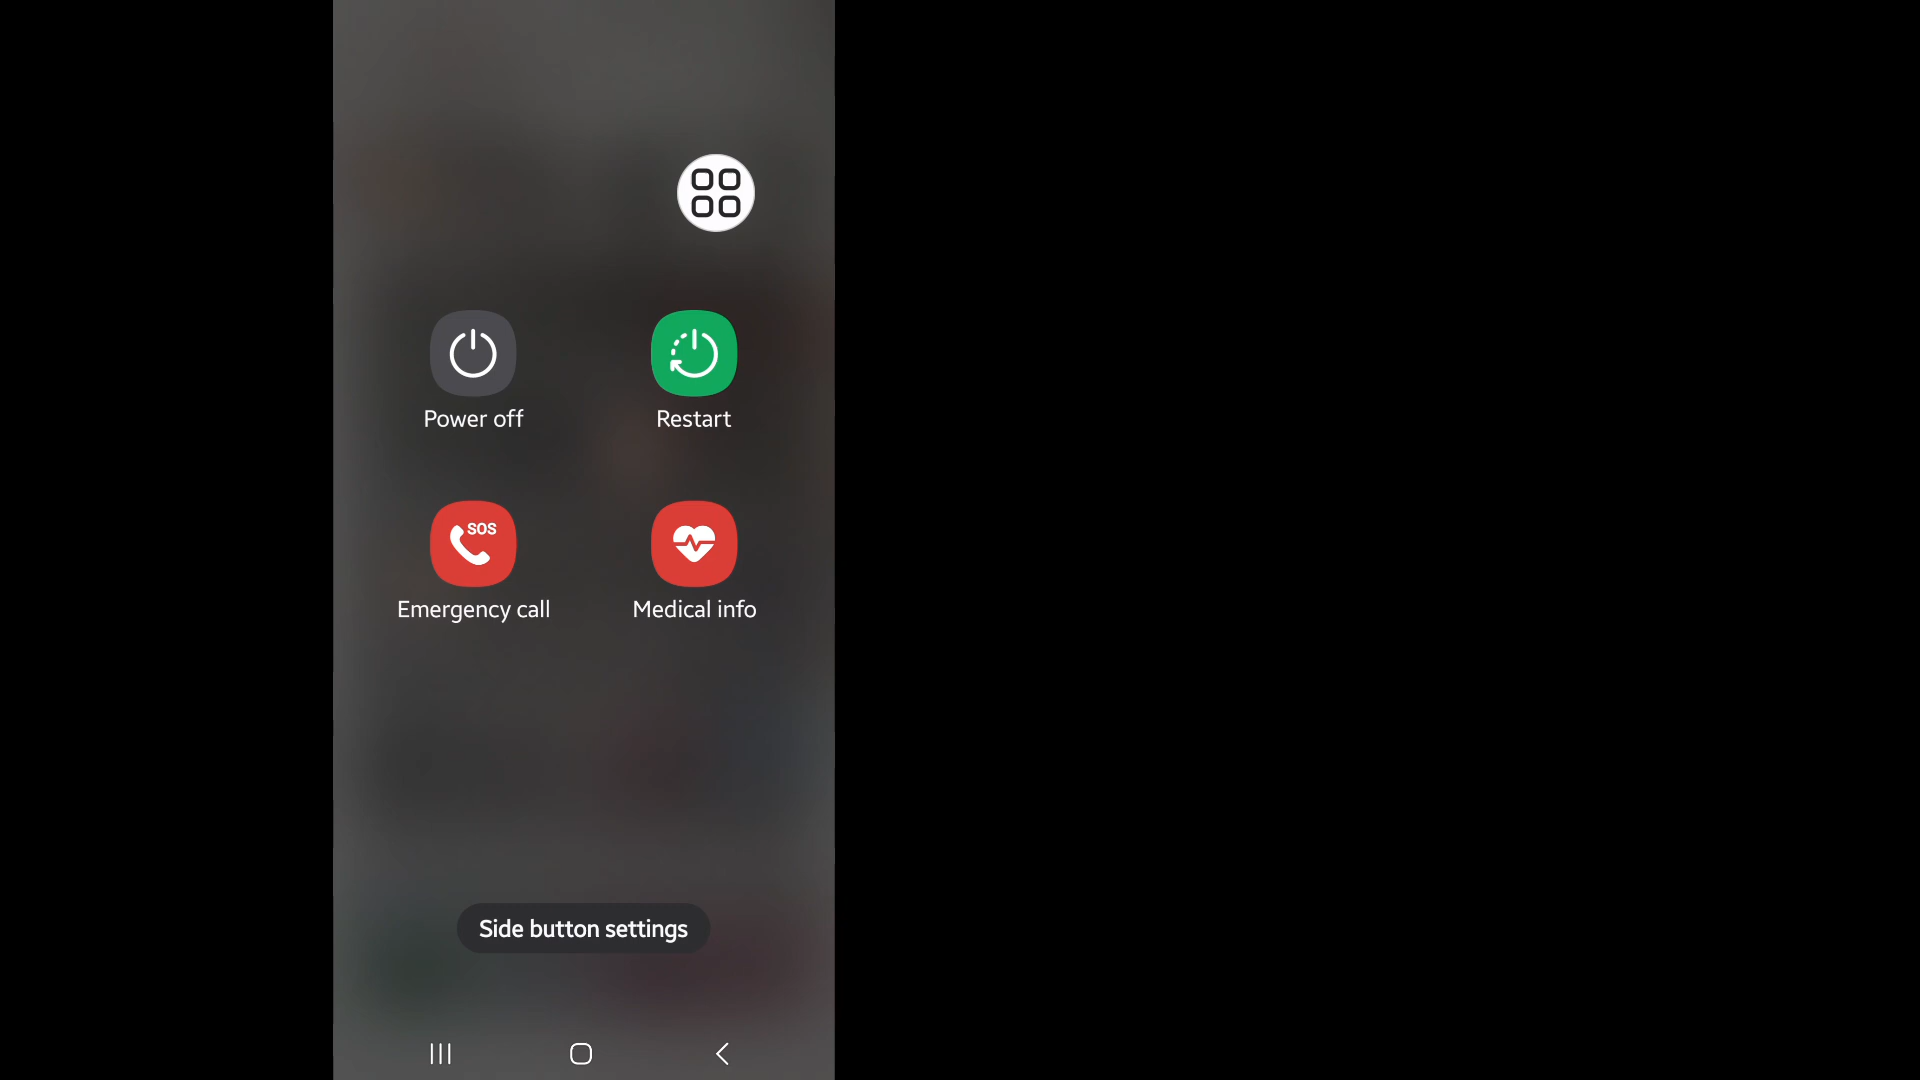 Power off
Restart
SOS
Emergency call
Medical info
Side button settings